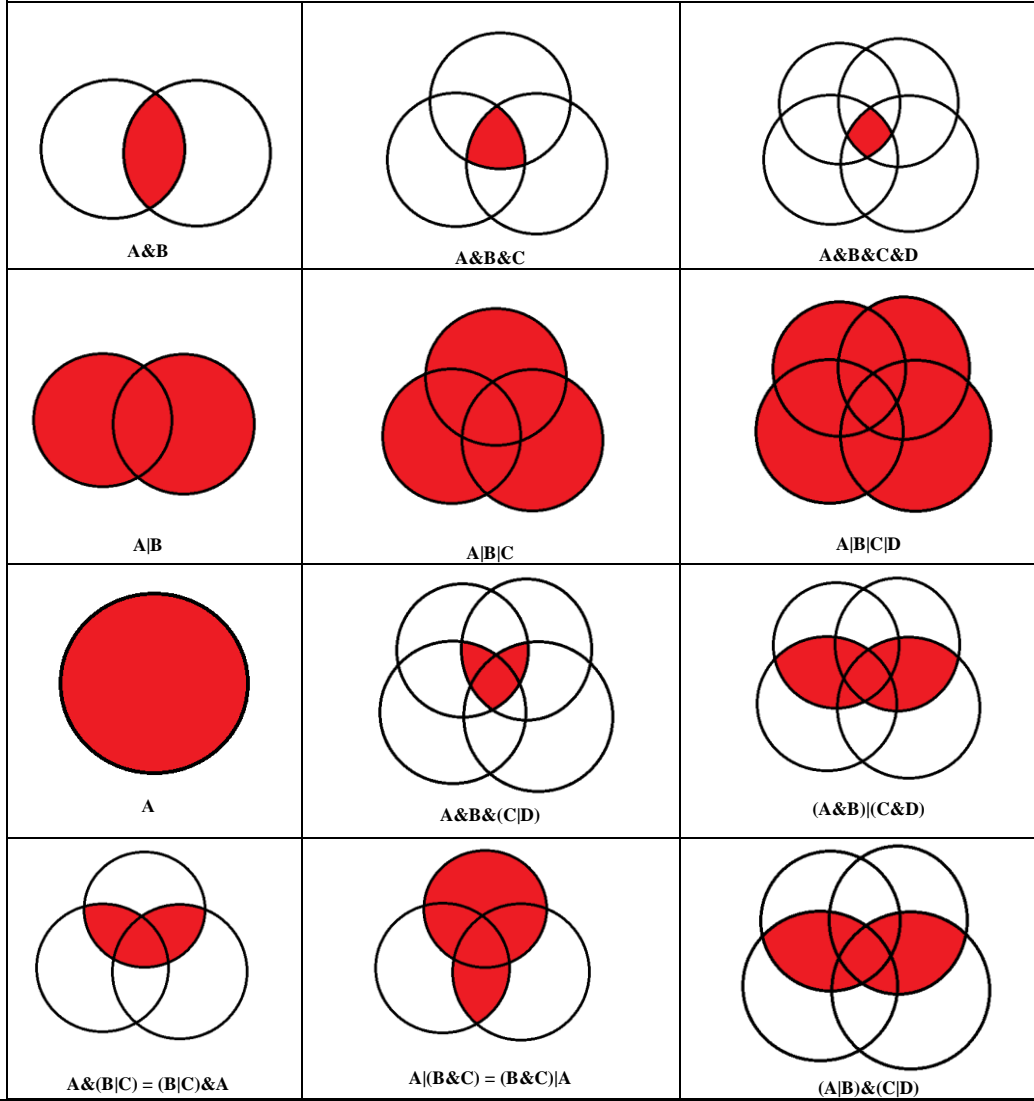 A&B
A&B&C
A&B&C&D
A|B
A|B|C
A|B|C|D
A
A&B&(C|D)
(A&B)|(C&D)
A&(B|C) = (B|C)&A
A|(B&C) = (B&C)|A
(A|B)&(C|D)